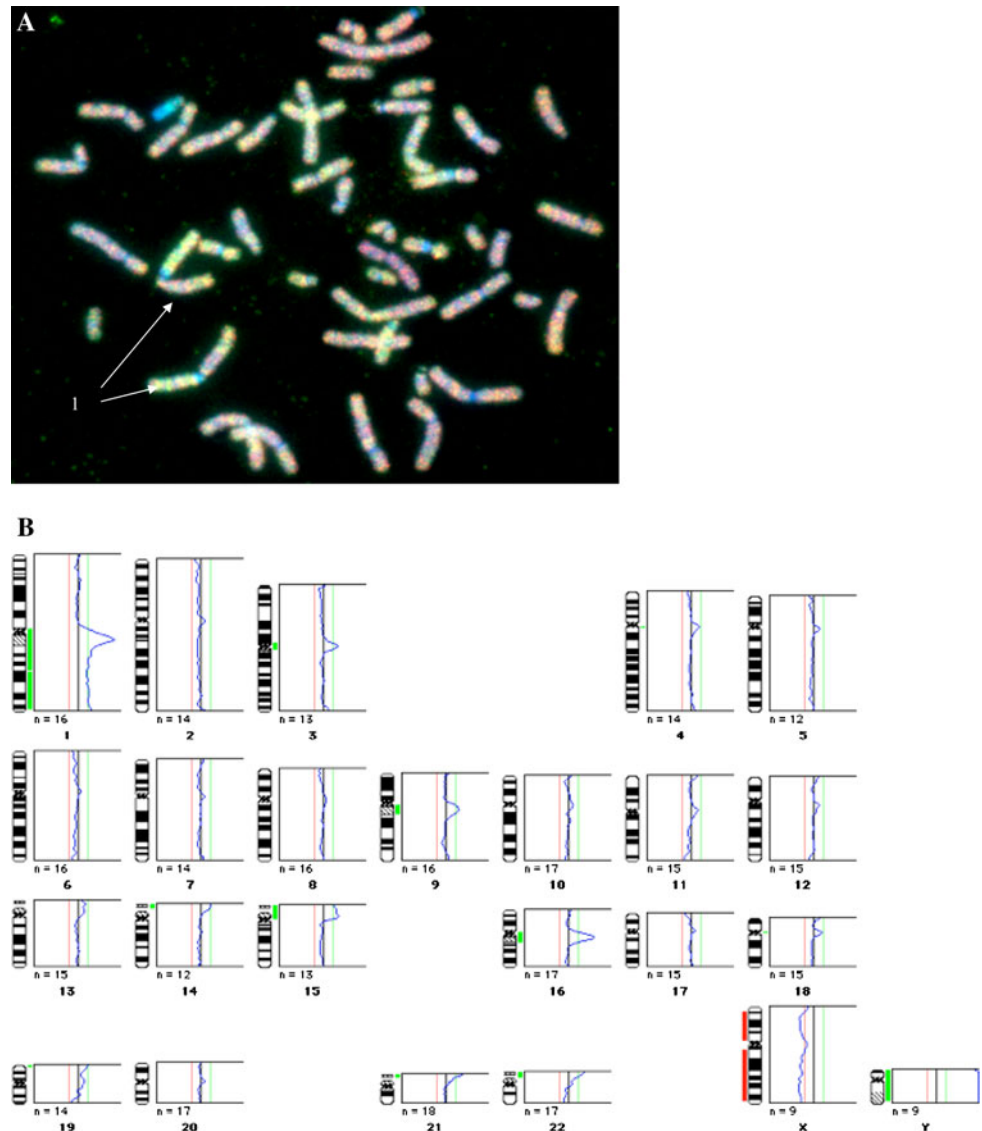 A
1
B
n = 16
1
n = 14
2
n = 13
3
n = 14
4
n = 12
5
n = 16
6
n = 14
7
n = 16
8
n = 16
9
n = 17
10
n = 15
11
n = 15
12
n = 15
13
n = 12
14
n = 13
15
n = 17
16
n = 15
17
n = 15
18
n = 14
19
n = 17
20
n = 18
21
n = 17
22
n = 9
X
n = 9
Y